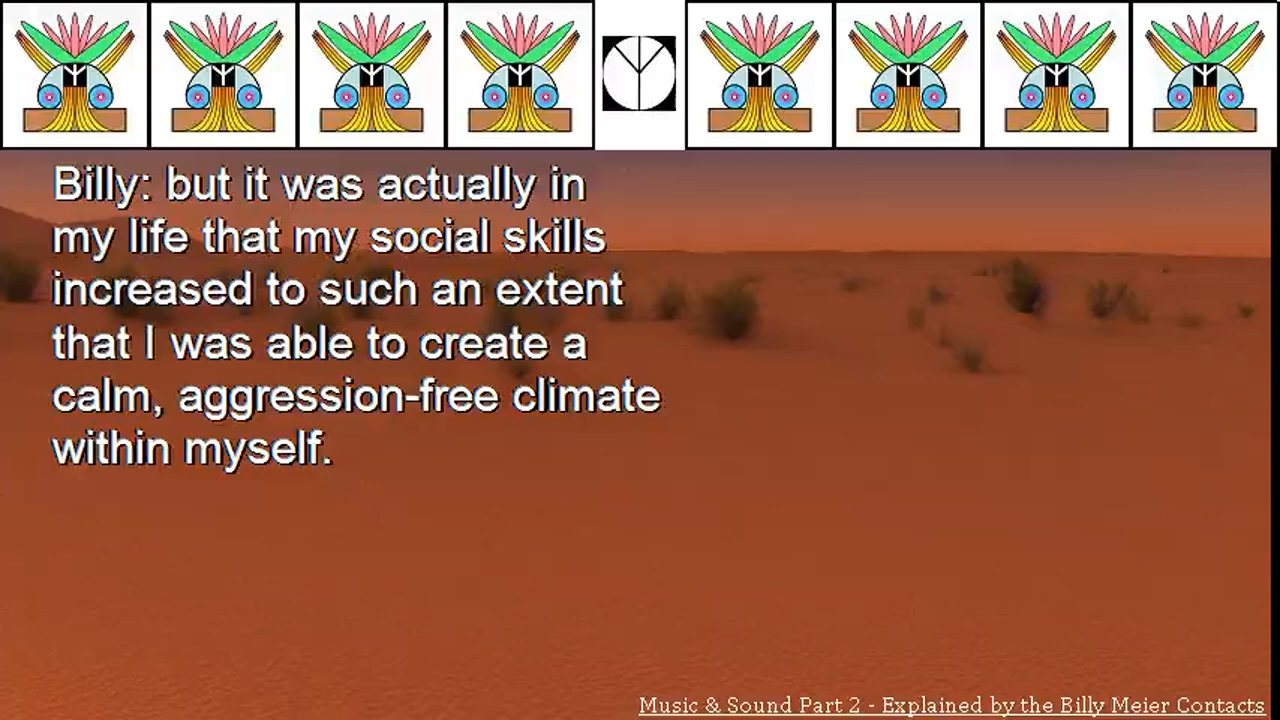 Billy: but it was actually in
my life that my social skills
increased to such an extent
that I was able to create a
calm, aggression-free climate
within myself.
Music & Sound Part 2 - Explained by the Billy Meier Contacts